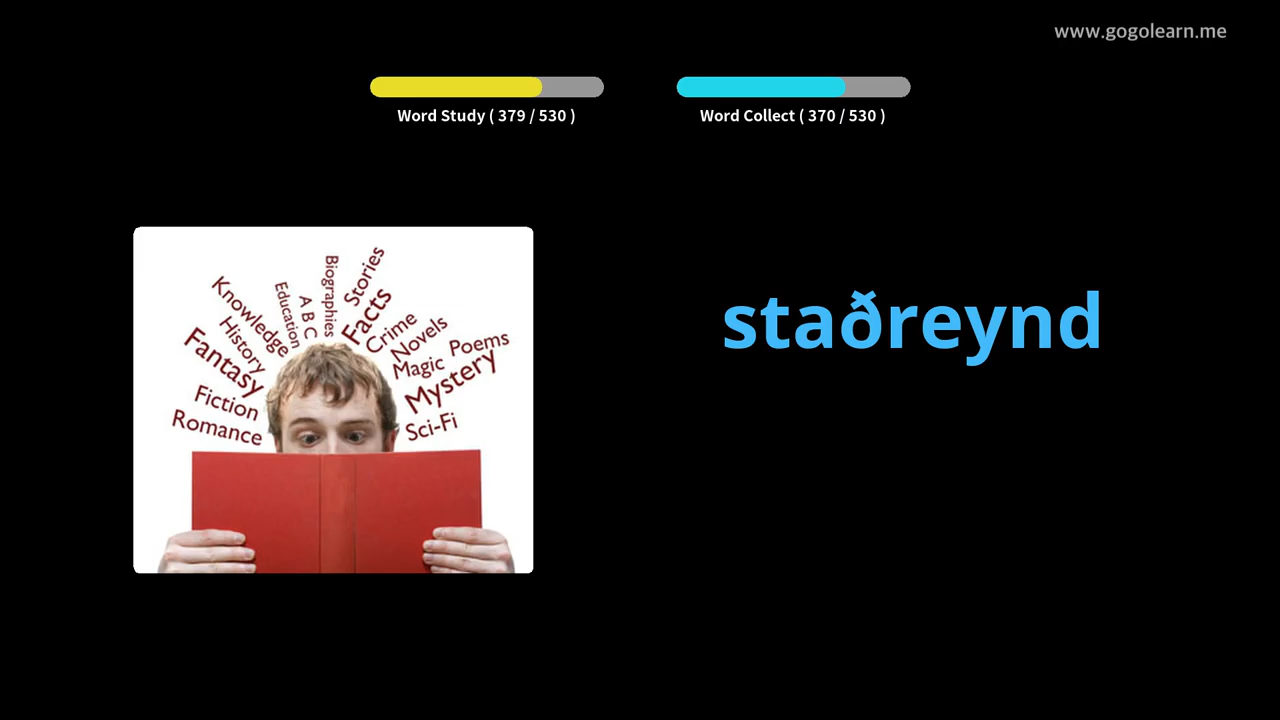 www.gogolearn.me
Word Study ( 379 / 530 )
Word Collect ( 370 / 530 )
staðreynd
Romance
Fiction
Fantasy
History
Knowledge
Education
A B C
Biographies
Stories
Facts
Crime
Novels
Magic
Poems
Mystery
Sci-Fi